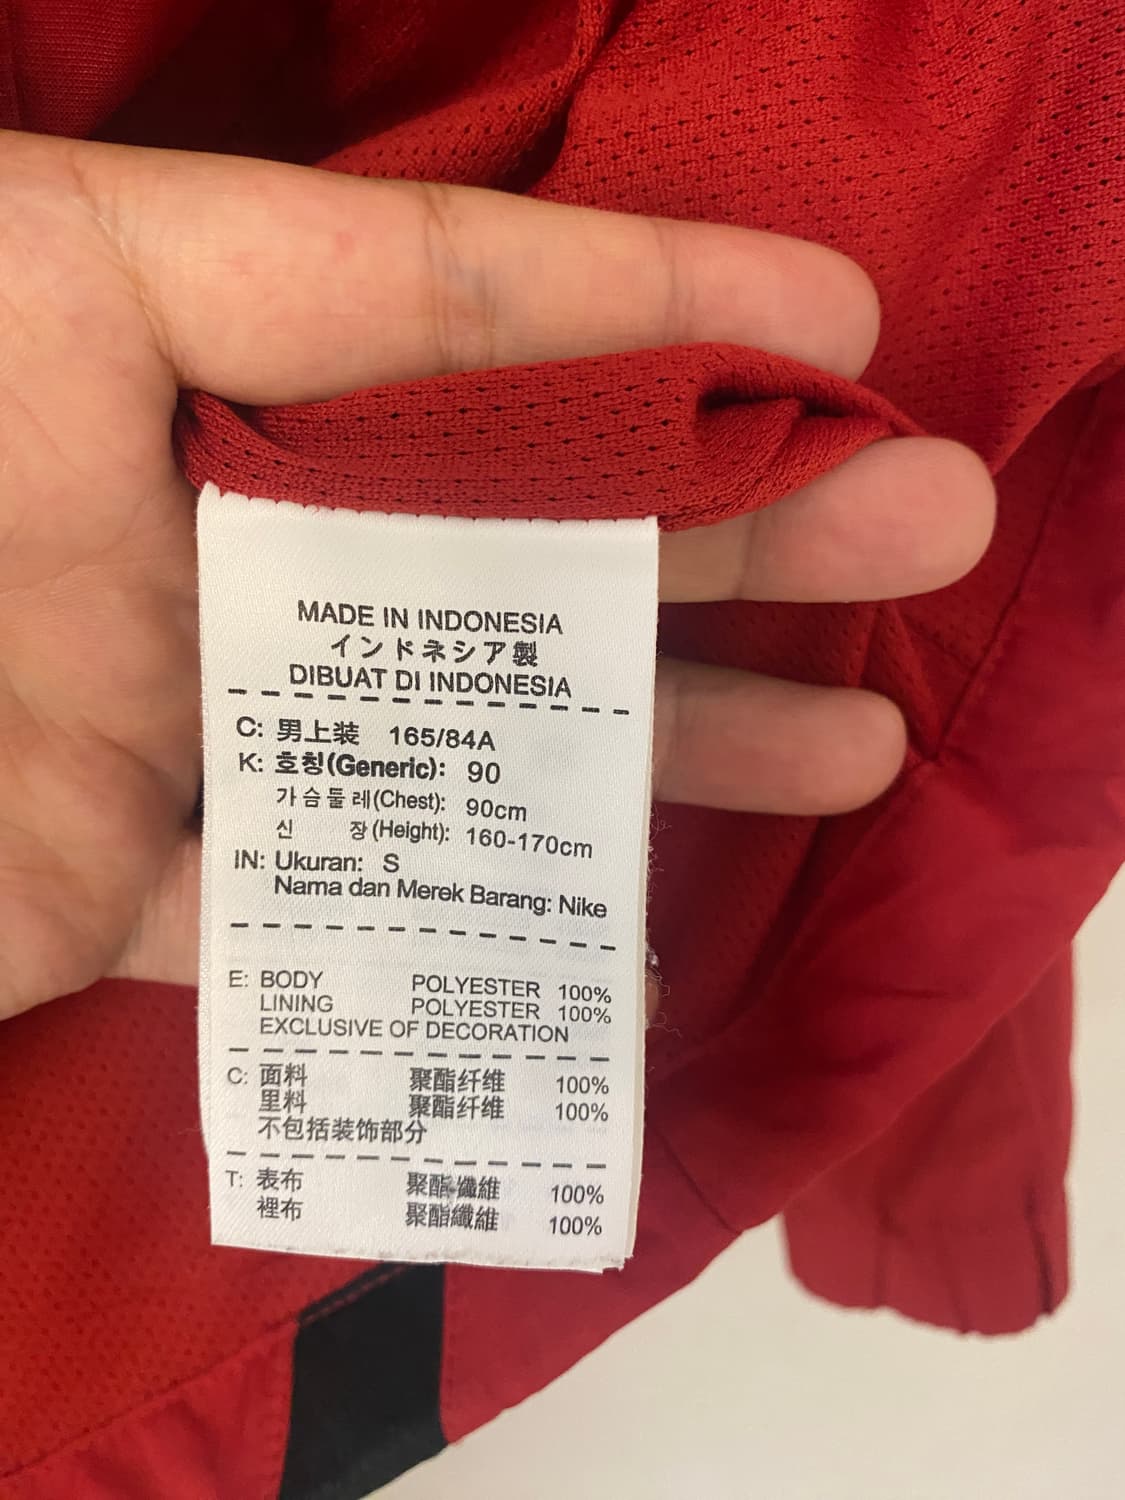 MADE IN INDONESIA
インドネシア製
DIBUAT DI INDONESIA
C: 男上装 165/84A
K: 호칭(Generic): 90
가슴둘레(Chest): 90cm
신 장(Height): 160-170cm
IN: Ukuran: S
Nama dan Merek Barang: Nike
E: BODY POLYESTER 100%
LINING POLYESTER 100%
EXCLUSIVE OF DECORATION
C: 面料 聚酯纤维 100%
里料 聚酯纤维 100%
不包括装饰部分
T: 表布 聚酯纖維 100%
裡布 聚酯纖維 100%